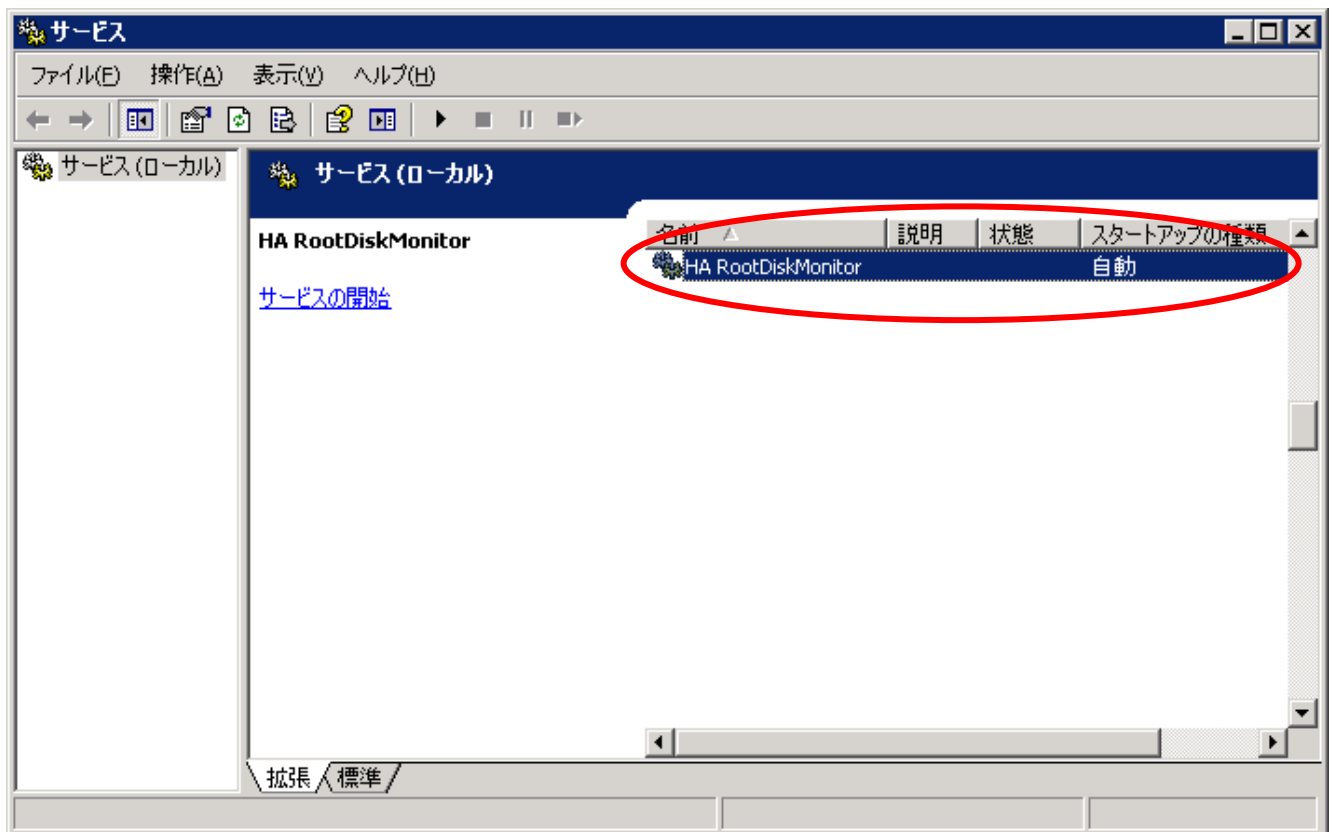 サービス
ファイル(F) 操作(A) 表示(V) ヘルプ(H)
サービス (ローカル)
サービス (ローカル)
HA RootDiskMonitor
サービスの開始
名前 説明 状態 スタートアップの種類
HA RootDiskMonitor 自動
拡張 標準